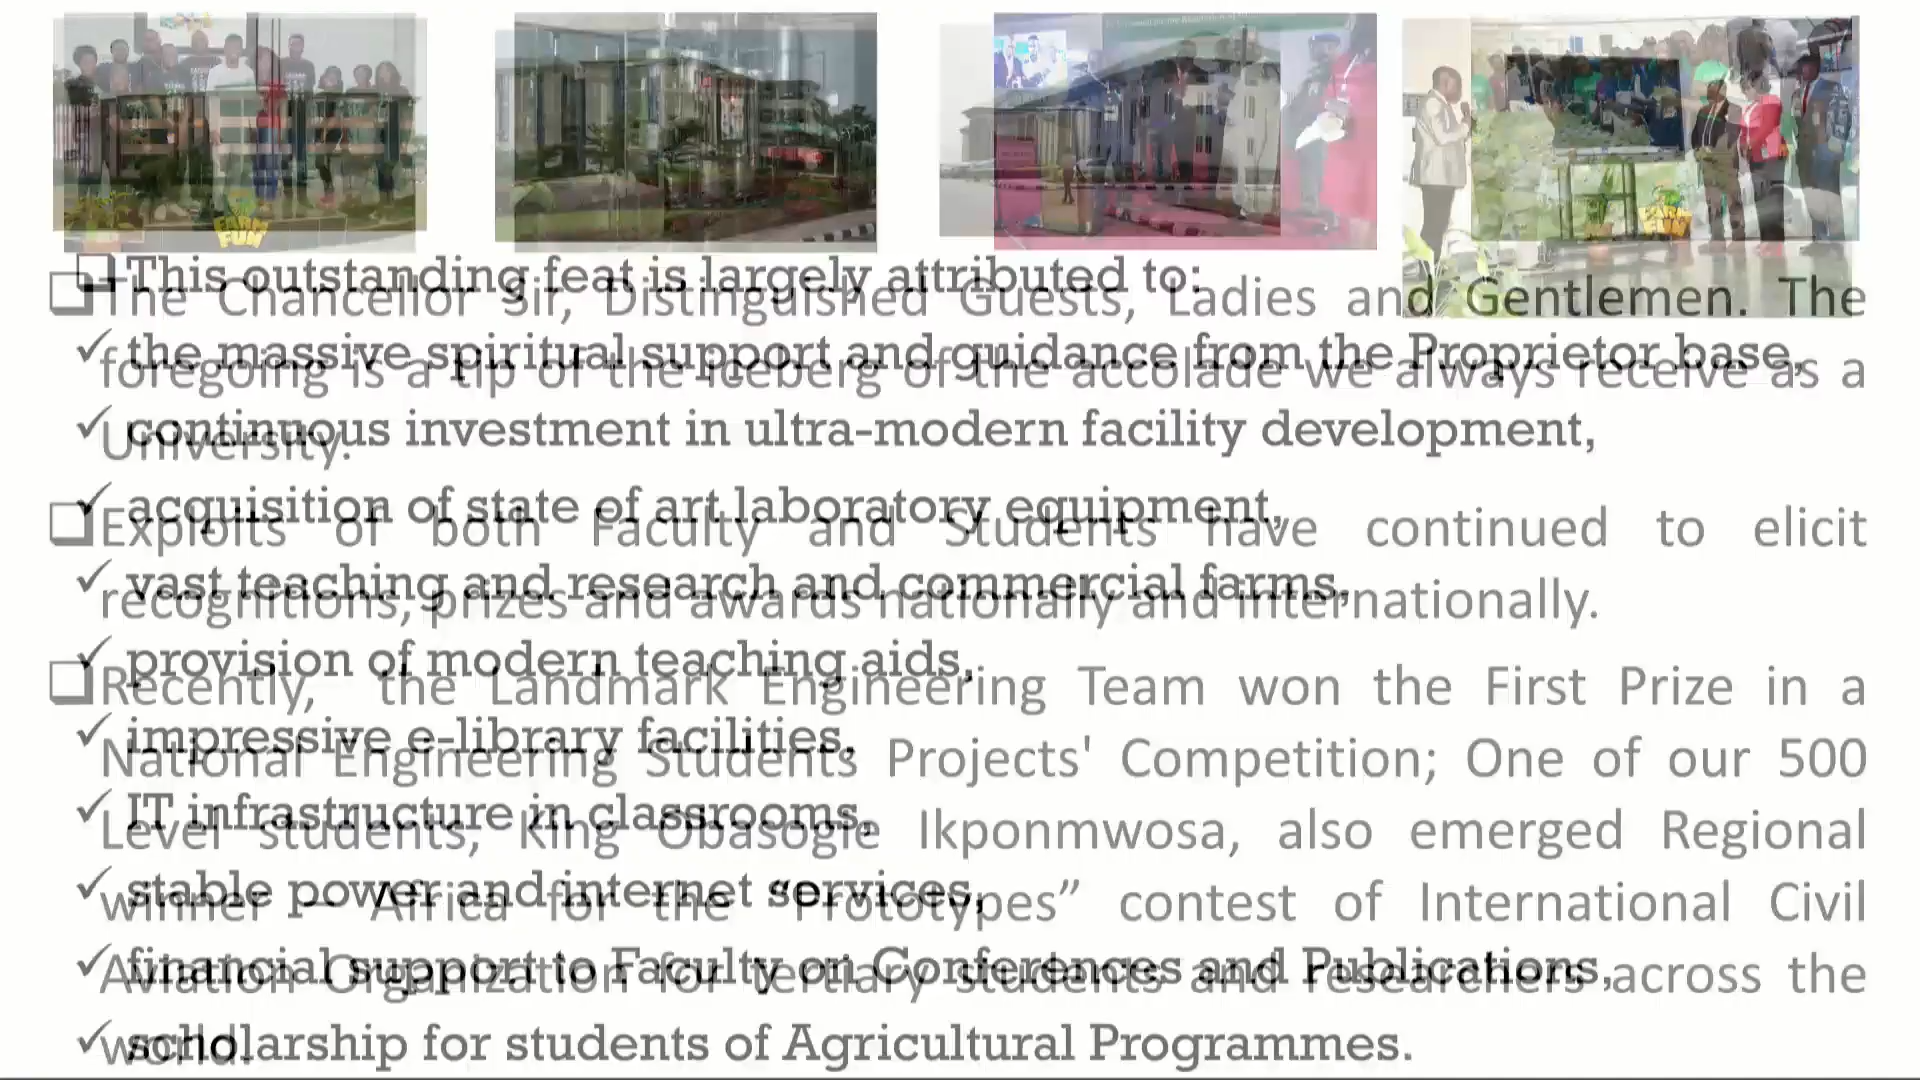 FARM
FUN
FARM
FUN
❑This outstanding feat is largely attributed to:
✓ the massive spiritual support and guidance from the Proprietor base,
✓ continuous investment in ultra-modern facility development,
✓ acquisition of state of art laboratory equipment,
✓ vast teaching and research and commercial farms,
✓ provision of modern teaching aids,
✓ impressive e-library facilities,
✓ IT infrastructure in classrooms,
✓ stable power and internet services,
✓ financial support to Faculty on Conferences and Publications,
✓ scholarship for students of Agricultural Programmes.
❑The Chancellor Sir, Distinguished Guests, Ladies and Gentlemen. The
foregoing is a tip of the iceberg of the accolade we always receive as a
University.
❑Exploits of both Faculty and Students have continued to elicit
recognitions, prizes and awards nationally and internationally.
❑Recently, the Landmark Engineering Team won the First Prize in a
National Engineering Students Projects' Competition; One of our 500
Level students, King Obasogie Ikponmwosa, also emerged Regional
winner – Africa for the “Prototypes” contest of International Civil
Aviation Organization for tertiary students and researchers across the
world.